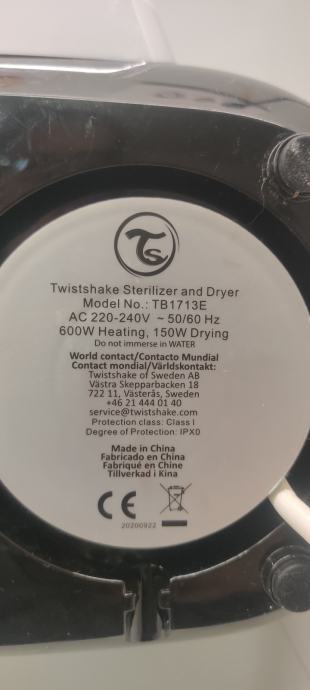 TS
Twistshake Sterilizer and Dryer
Model No.: TB1713E
AC 220-240V ~ 50/60 Hz
600W Heating, 150W Drying
Do not immerse in WATER
World contact/Contacto Mundial
Contact mondial/Världskontakt:
Twistshake of Sweden AB
Västra Skepparbacken 18
722 11, Västerås, Sweden
+46 21 444 01 40
service@twistshake.com
Protection class: Class I
Degree of Protection: IPX0
Made in China
Fabricado en China
Fabriqué en Chine
Tillverkad i Kina
CE
20200922